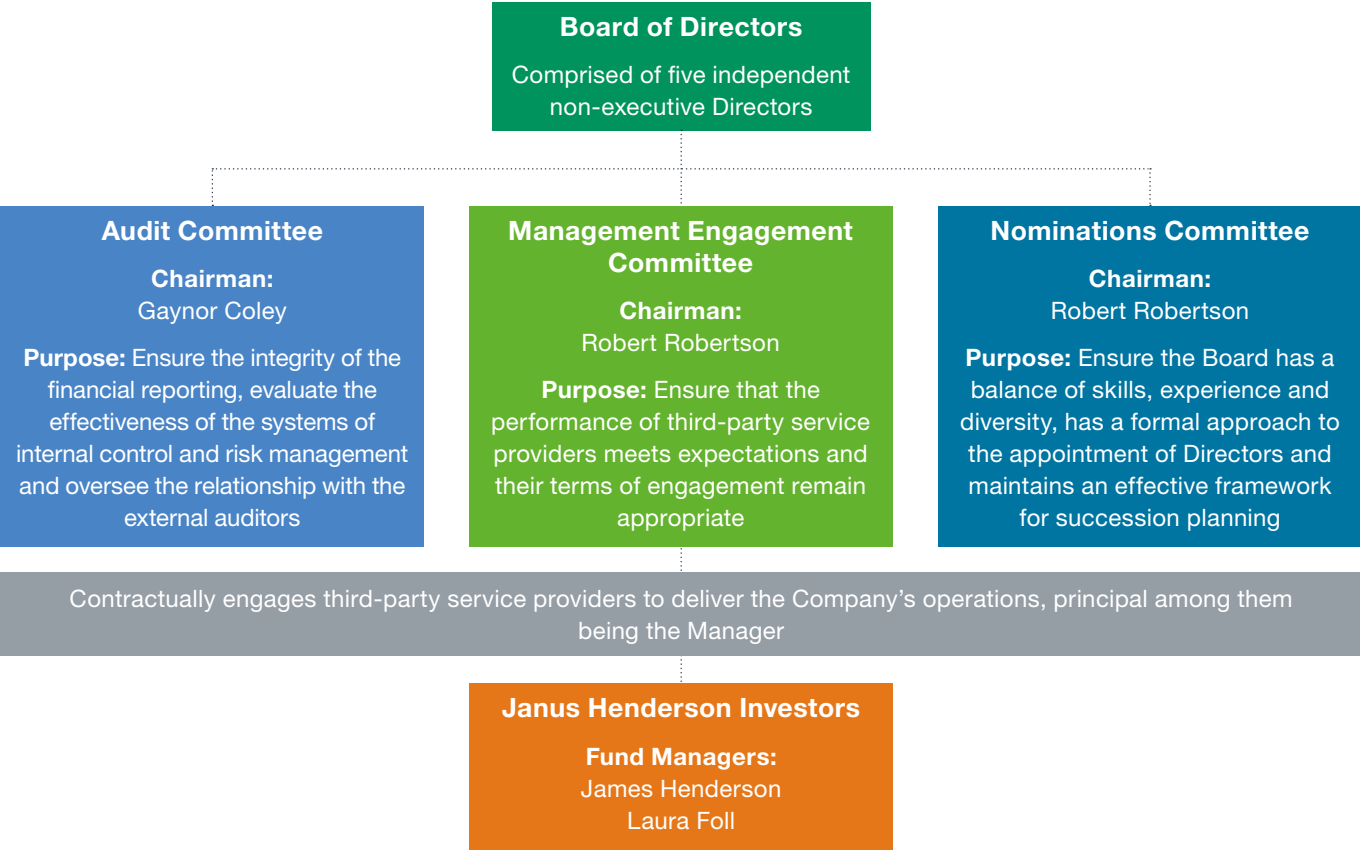 Board of Directors
Comprised of five independent
non-executive Directors
Audit Committee
Chairman:
Gaynor Coley
Purpose: Ensure the integrity of the
financial reporting, evaluate the
effectiveness of the systems of
internal control and risk management
and oversee the relationship with the
external auditors
Management Engagement
Committee
Chairman:
Robert Robertson
Purpose: Ensure that the
performance of third-party service
providers meets expectations and
their terms of engagement remain
appropriate
Nominations Committee
Chairman:
Robert Robertson
Purpose: Ensure the Board has a
balance of skills, experience and
diversity, has a formal approach to
the appointment of Directors and
maintains an effective framework
for succession planning
Contractually engages third-party service providers to deliver the Company’s operations, principal among them
being the Manager
Janus Henderson Investors
Fund Managers:
James Henderson
Laura Foll